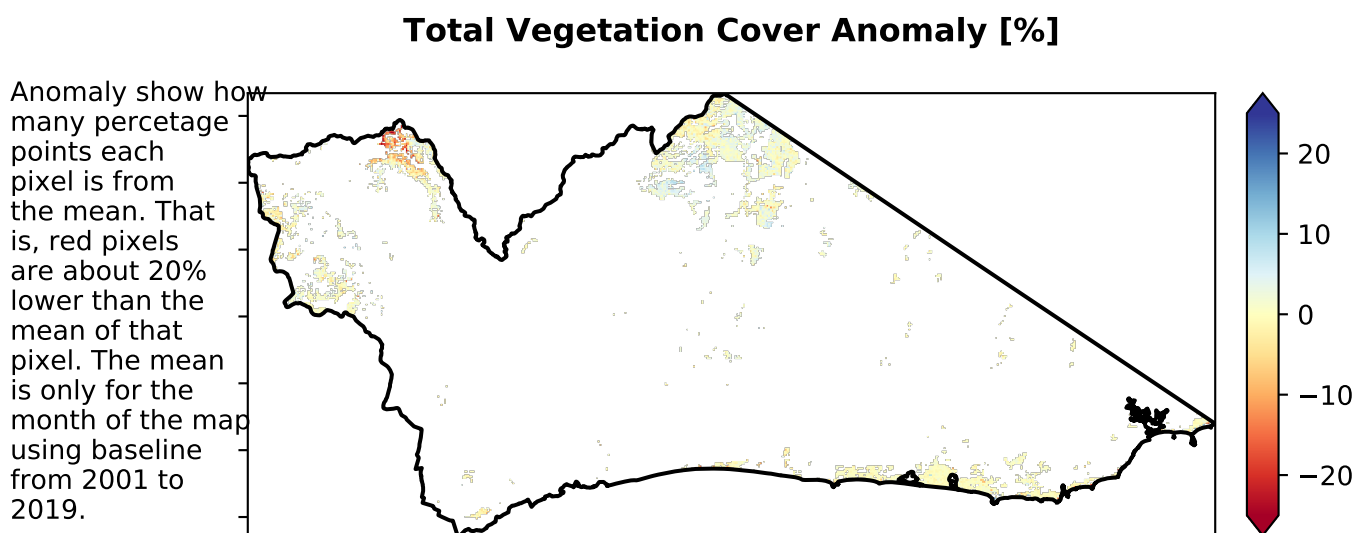 Total Vegetation Cover Anomaly [%]
Anomaly show how
many percetage
points each
pixel is from
the mean. That
is, red pixels
are about 20%
lower than the
mean of that
pixel. The mean
is only for the
month of the map
using baseline
from 2001 to
2019.
20
10
0
−10
−20